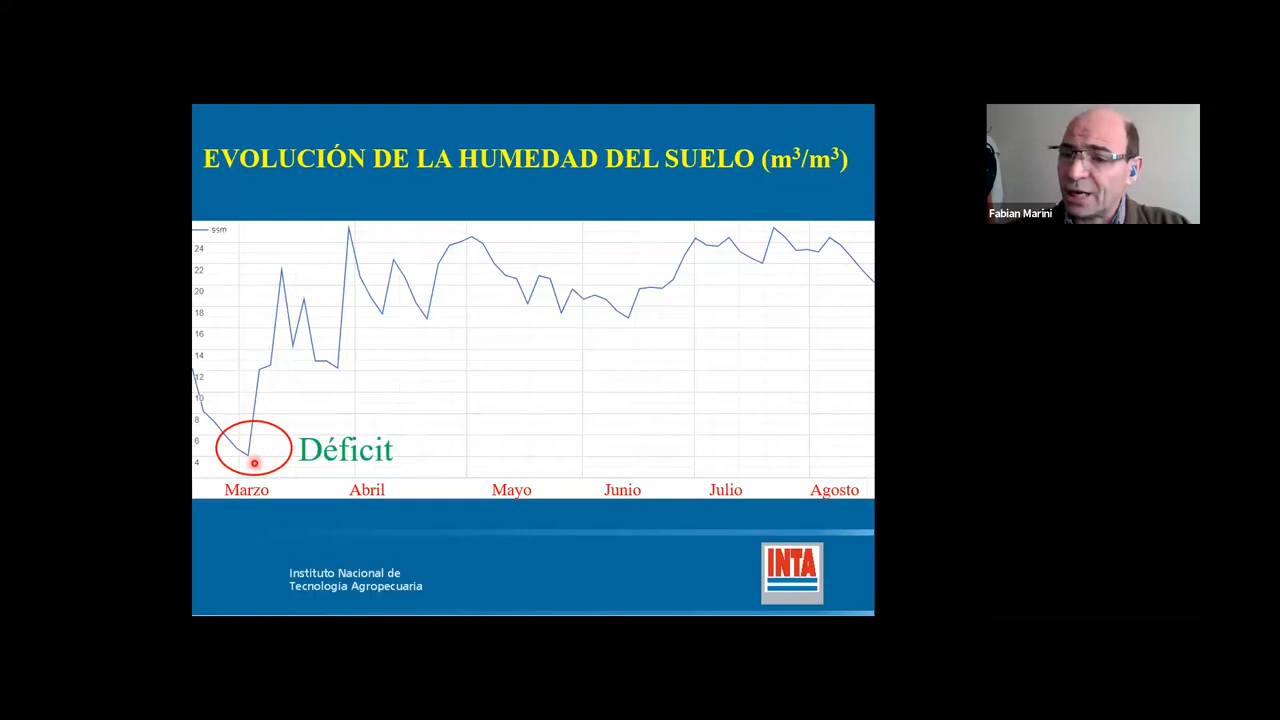 EVOLUCIÓN DE LA HUMEDAD DEL SUELO (m³/m³)
Fabian Marini
ssm
24
22
20
18
16
14
12
10
8
6
4
Déficit
Marzo Abril Mayo Junio Julio Agosto
Instituto Nacional de
Tecnología Agropecuaria
INTA